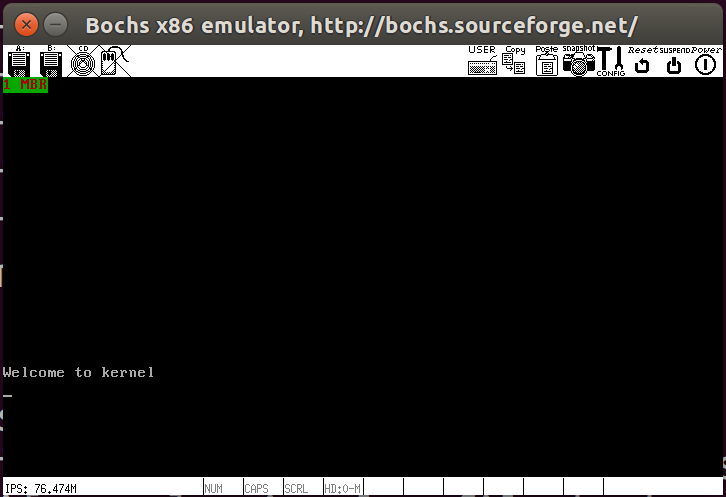 Bochs x86 emulator, http://bochs.sourceforge.net/
A: B: CD USER Copy Paste snapshot CONFIG Reset SUSPEND Power
1 MBR
Welcome to kernel
IPS: 76.474M NUM CAPS SCRL HD:0-M